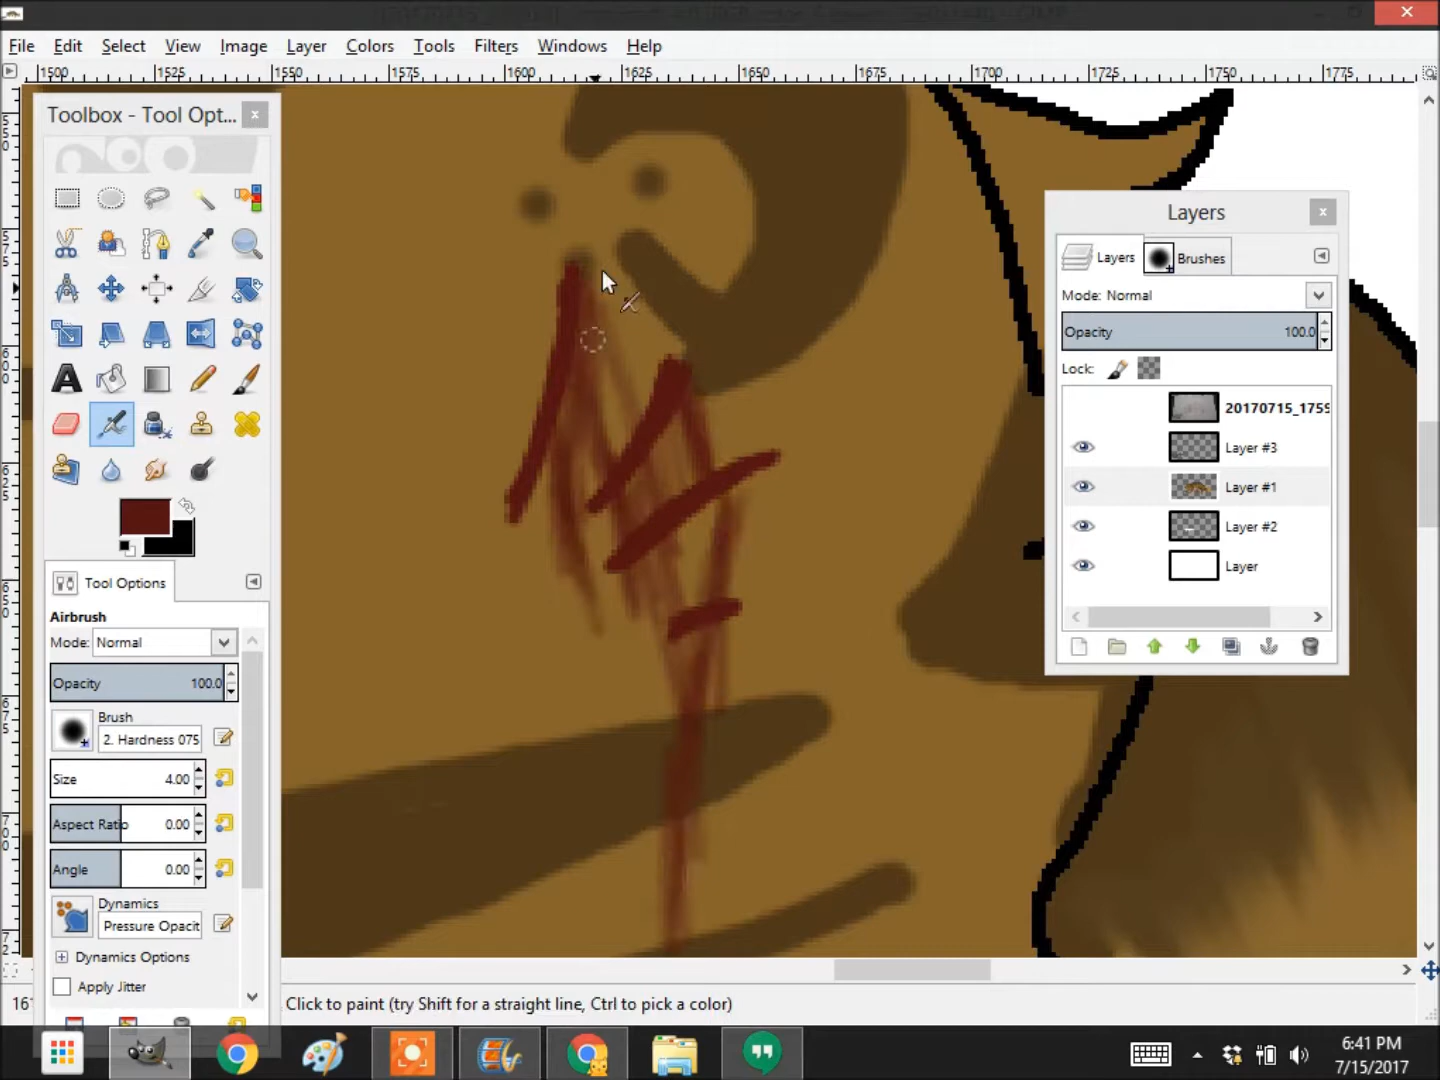 File Edit Select View Image Layer Colors Tools Filters Windows Help
1500 1525 1550 1575 1600 1625 1650 1675 1700 1725 1750 1775
Toolbox - Tool Opt...
Layers
Layers Brushes
Mode: Normal
Opacity 100.0
Lock:
20170715_1759
Layer #3
Layer #1
Layer #2
Layer
Tool Options
Airbrush
Mode: Normal
Opacity 100.0
Brush
2. Hardness 075
Size 4.00
Aspect Ratio 0.00
Angle 0.00
Dynamics
Pressure Opacit
Dynamics Options
Apply Jitter
Click to paint (try Shift for a straight line, Ctrl to pick a color)
6:41 PM
7/15/2017